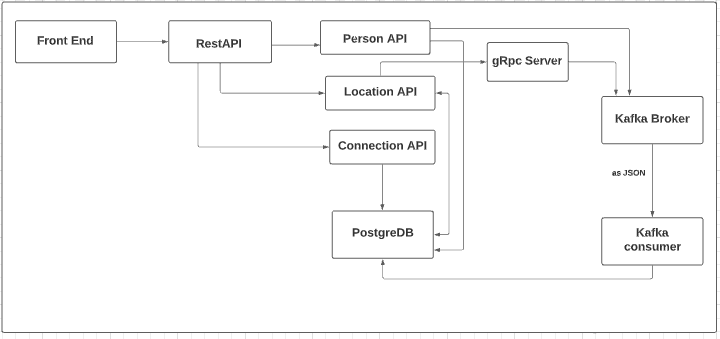 Front End
RestAPI
Person API
gRpc Server
Location API
Kafka Broker
Connection API
as JSON
PostgreDB
Kafka
consumer